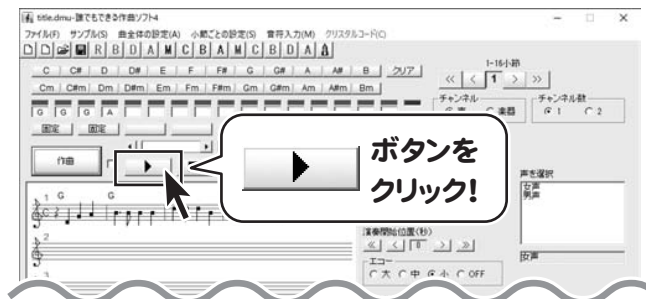 title.dmu-誰でもできる作曲ソフト4
ファイル(F) サンプル(S) 曲全体の設定(A) 小節ごとの設定(S) 音符入力(M) クリスタルコード(C)
R B D A M C B A M C B D A
C C# D D# E F F# G G# A A# B クリア
1-16小節
<< < 1 > >>
Cm C#m Dm D#m Em Fm F#m Gm G#m Am A#m Bm
チャンネル チャンネル数
楽器 1 2
G G G A
固定 固定
作曲
ボタンを
クリック!
声を選択
女声
男声
1 G G
2
演奏開始位置(秒)
<< < 0 > >>
女声
エコー
大 中 小 OFF
3